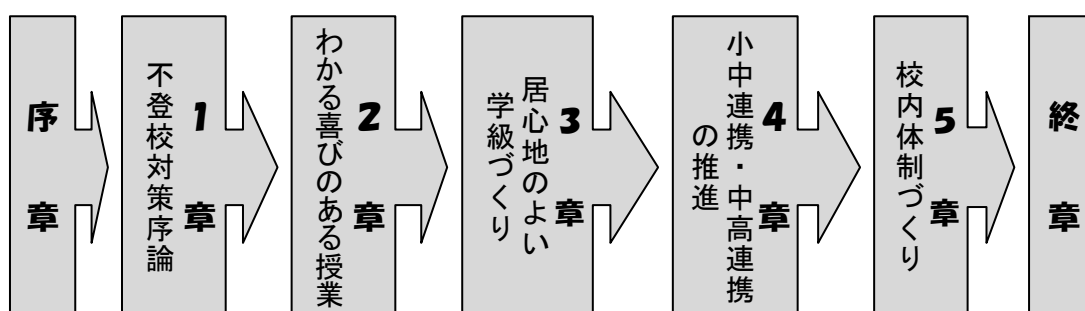 序章
1章
不登校対策序論
2章
わかる喜びのある授業
3章
居心地のよい
学級づくり
4章
小中連携・中高連携
の推進
5章
校内体制づくり
終章